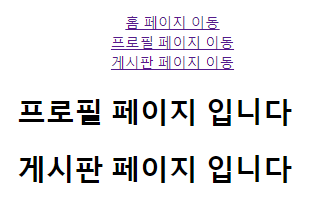 홈 페이지 이동
프로필 페이지 이동
게시판 페이지 이동
프로필 페이지 입니다
게시판 페이지 입니다